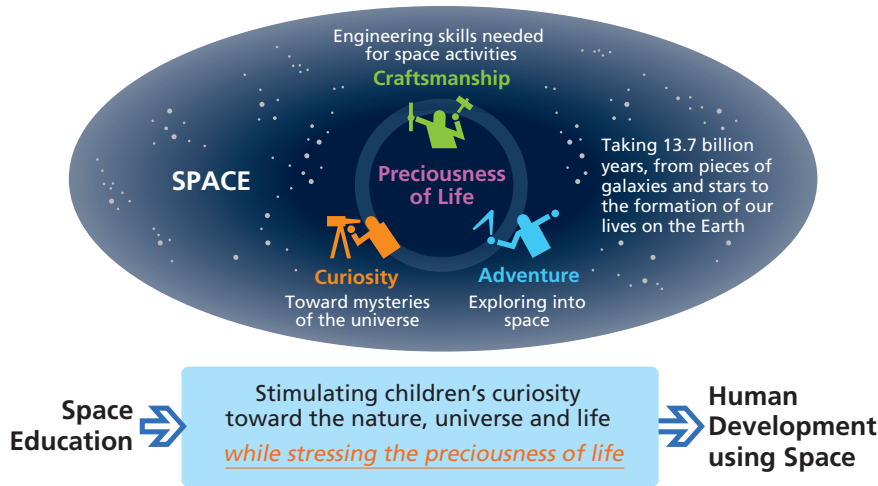 Engineering skills needed
for space activities
Craftsmanship
SPACE
Preciousness
of Life
Taking 13.7 billion
years, from pieces of
galaxies and stars to
the formation of our
lives on the Earth
Curiosity
Toward mysteries
of the universe
Adventure
Exploring into
space
Space
Education
Stimulating children’s curiosity
toward the nature, universe and life
while stressing the preciousness of life
Human
Development
using Space